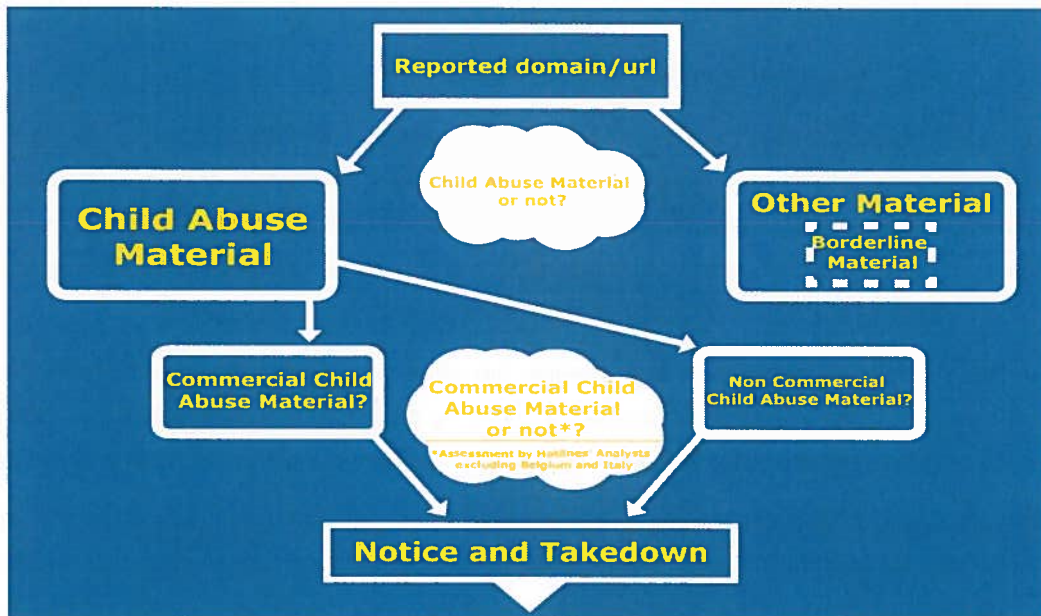 Reported domain/url
Child Abuse Material
or not?
Child Abuse
Material
Other Material
Borderline
Material
Commercial Child
Abuse Material?
Commercial Child
Abuse Material
or not*?
*Assessment by Hotlines' Analysts
excluding Belgium and Italy
Non Commercial
Child Abuse Material?
Notice and Takedown